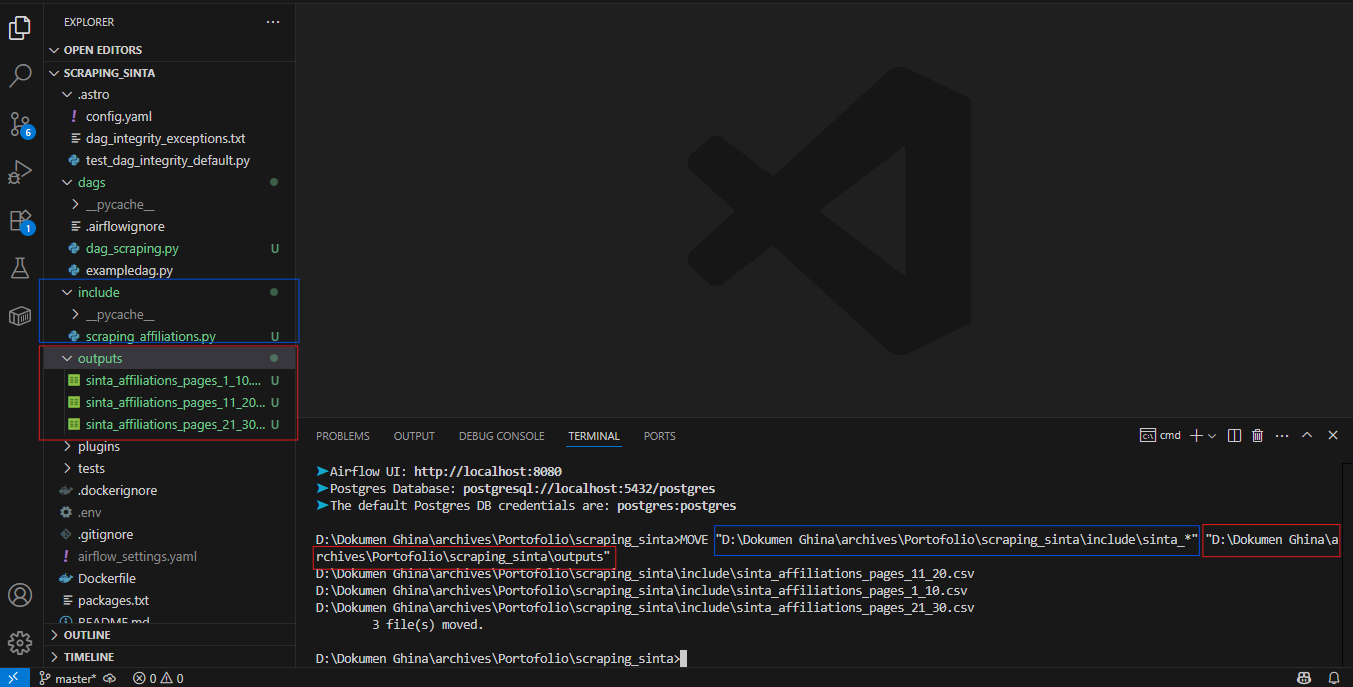 EXPLORER
OPEN EDITORS
SCRAPING_SINTA
.astro
config.yaml
dag_integrity_exceptions.txt
test_dag_integrity_default.py
dags
__pycache__
.airflowignore
dag_scraping.py U
exampledag.py
include
__pycache__
scraping_affiliations.py U
outputs
sinta_affiliations_pages_1_10.... U
sinta_affiliations_pages_11_20... U
sinta_affiliations_pages_21_30... U
plugins
tests
.dockerignore
.env
.gitignore
airflow_settings.yaml
Dockerfile
packages.txt
README.md
OUTLINE
TIMELINE
6
1
PROBLEMS OUTPUT DEBUG CONSOLE TERMINAL PORTS
cmd
➤Airflow UI: http://localhost:8080
➤Postgres Database: postgresql://localhost:5432/postgres
➤The default Postgres DB credentials are: postgres:postgres
D:\Dokumen Ghina\archives\Portofolio\scraping_sinta>MOVE "D:\Dokumen Ghina\archives\Portofolio\scraping_sinta\include\sinta_*" "D:\Dokumen Ghina\a
rchives\Portofolio\scraping_sinta\outputs"
D:\Dokumen Ghina\archives\Portofolio\scraping_sinta\include\sinta_affiliations_pages_11_20.csv
D:\Dokumen Ghina\archives\Portofolio\scraping_sinta\include\sinta_affiliations_pages_1_10.csv
D:\Dokumen Ghina\archives\Portofolio\scraping_sinta\include\sinta_affiliations_pages_21_30.csv
3 file(s) moved.
D:\Dokumen Ghina\archives\Portofolio\scraping_sinta>
master* 0 0